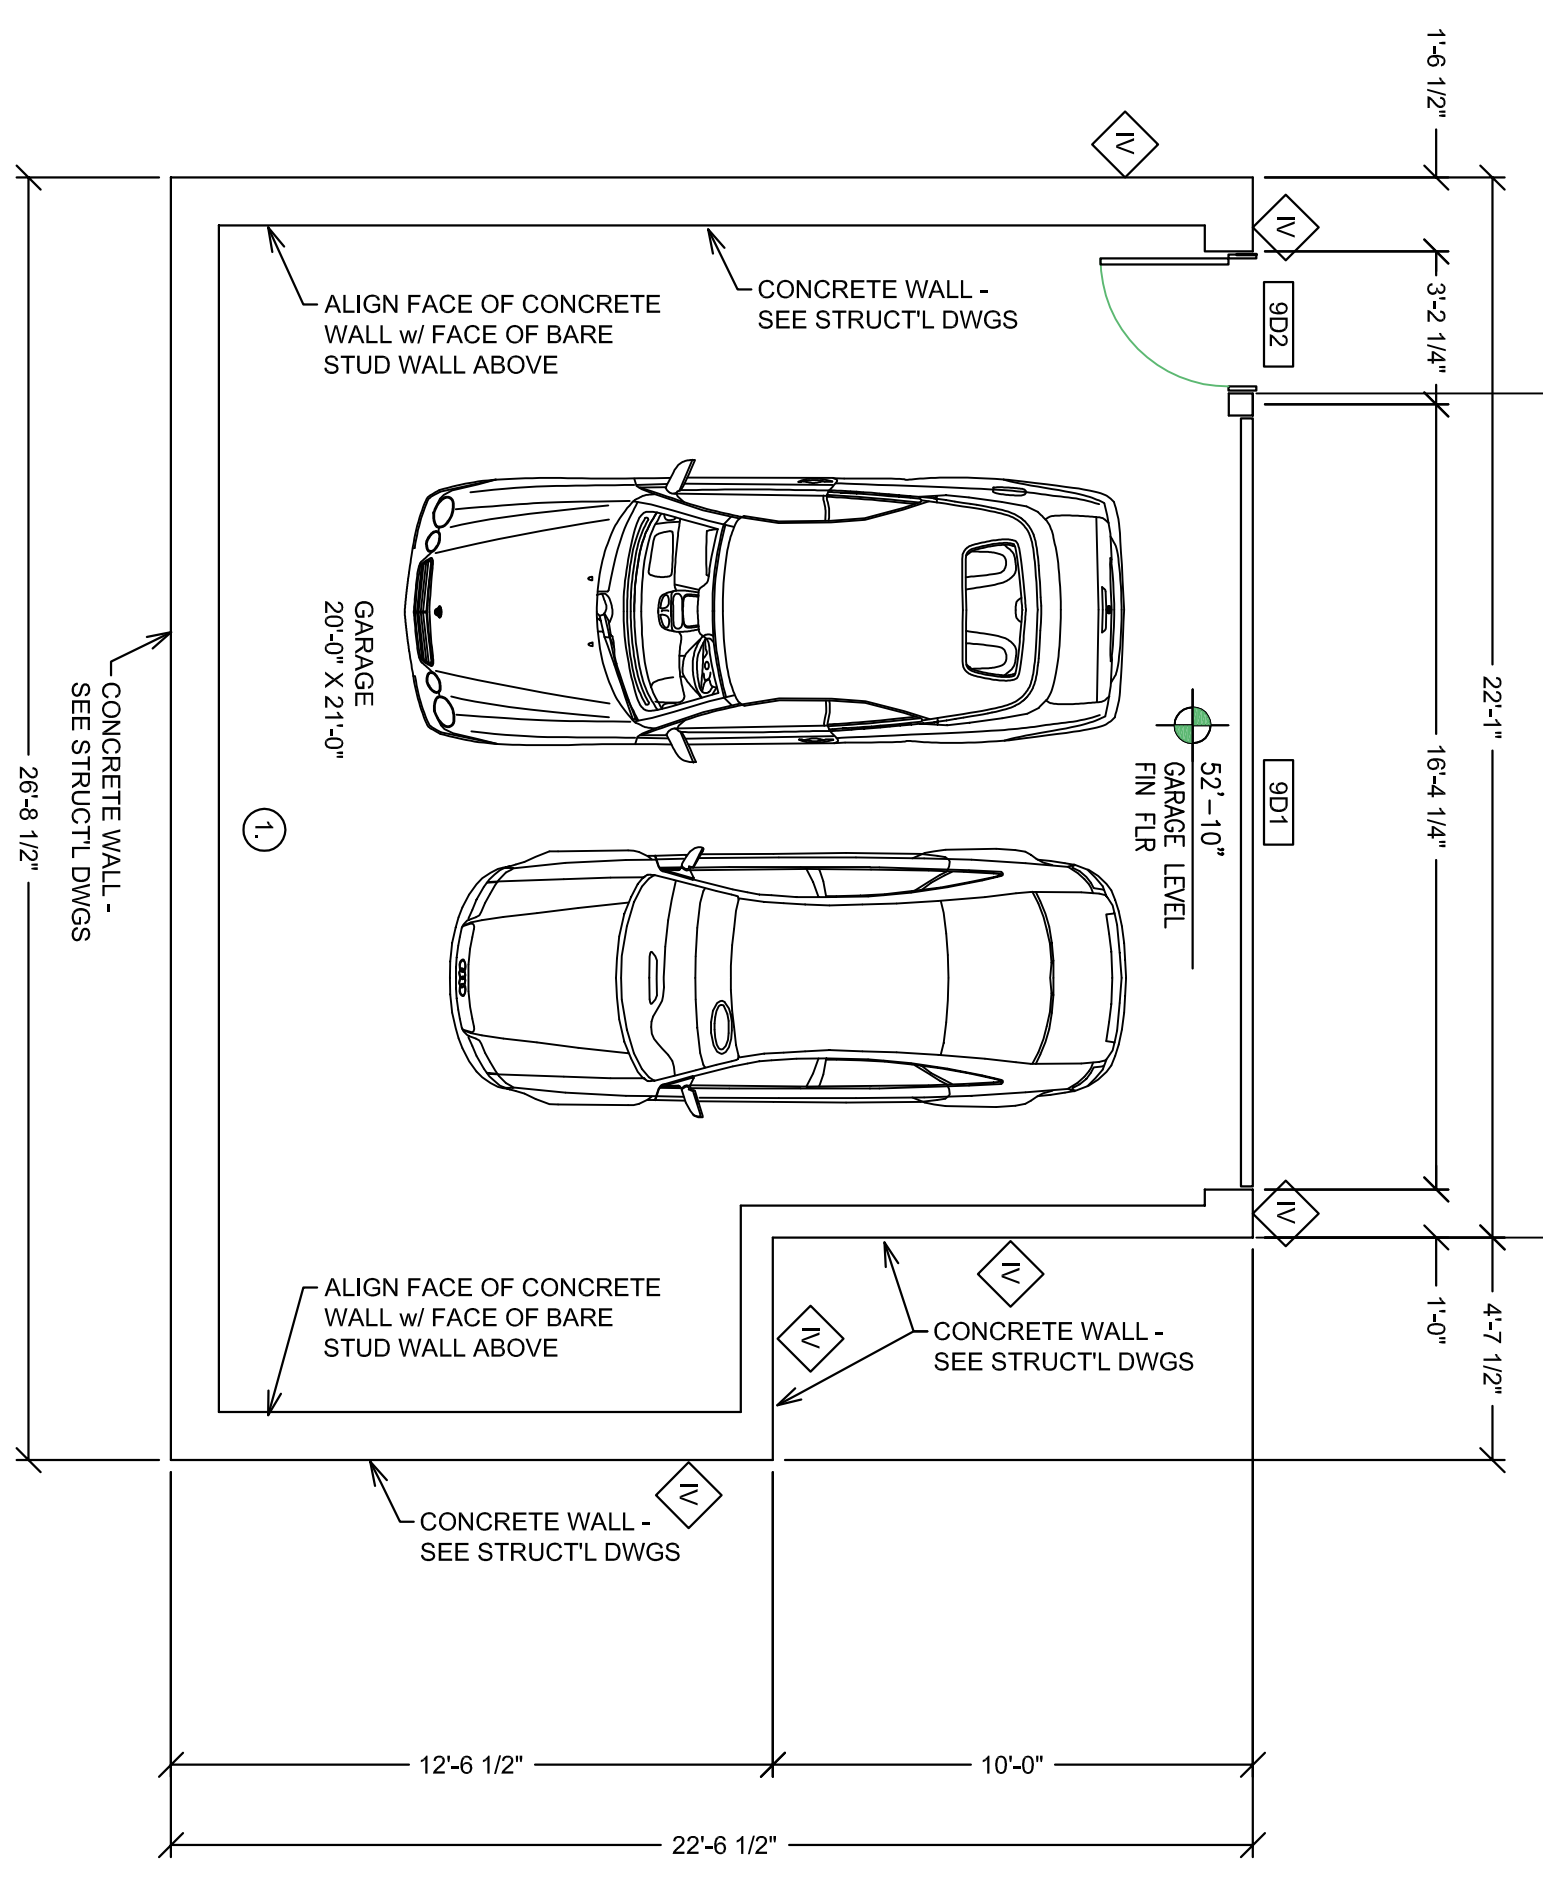 1'-6 1/2"
3'-2 1/4"
22'-1"
16'-4 1/4"
1'-0"
4'-7 1/2"
IV
IV
9D2
9D1
IV
ALIGN FACE OF CONCRETE
WALL w/ FACE OF BARE
STUD WALL ABOVE
CONCRETE WALL -
SEE STRUCT'L DWGS
GARAGE
20'-0" X 21'-0"
52'-10"
GARAGE LEVEL
FIN FLR
1.
CONCRETE WALL -
SEE STRUCT'L DWGS
26'-8 1/2"
ALIGN FACE OF CONCRETE
WALL w/ FACE OF BARE
STUD WALL ABOVE
IV
IV
CONCRETE WALL -
SEE STRUCT'L DWGS
IV
CONCRETE WALL -
SEE STRUCT'L DWGS
12'-6 1/2"
10'-0"
22'-6 1/2"